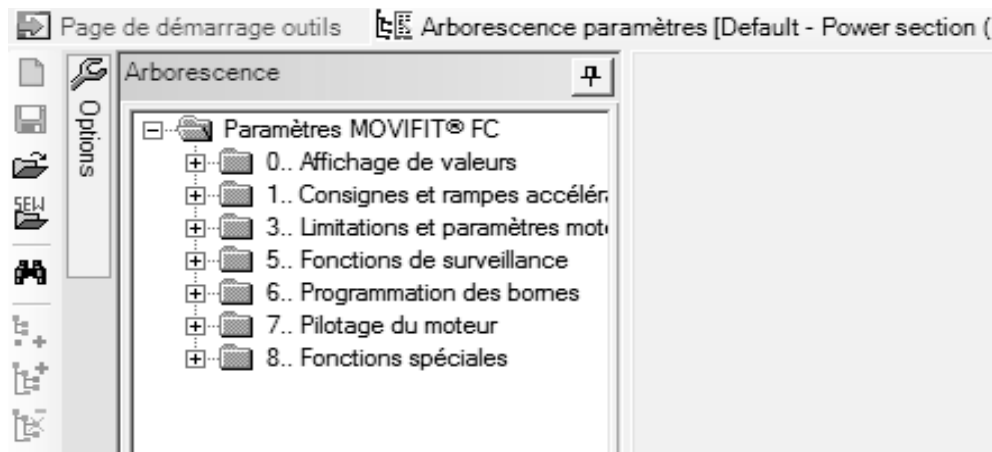 Page de démarrage outils
Arborescence paramètres [Default - Power section (
Options
Arborescence
Paramètres MOVIFIT® FC
0.. Affichage de valeurs
1.. Consignes et rampes accélér
3.. Limitations et paramètres mot
5.. Fonctions de surveillance
6.. Programmation des bornes
7.. Pilotage du moteur
8.. Fonctions spéciales
SEW